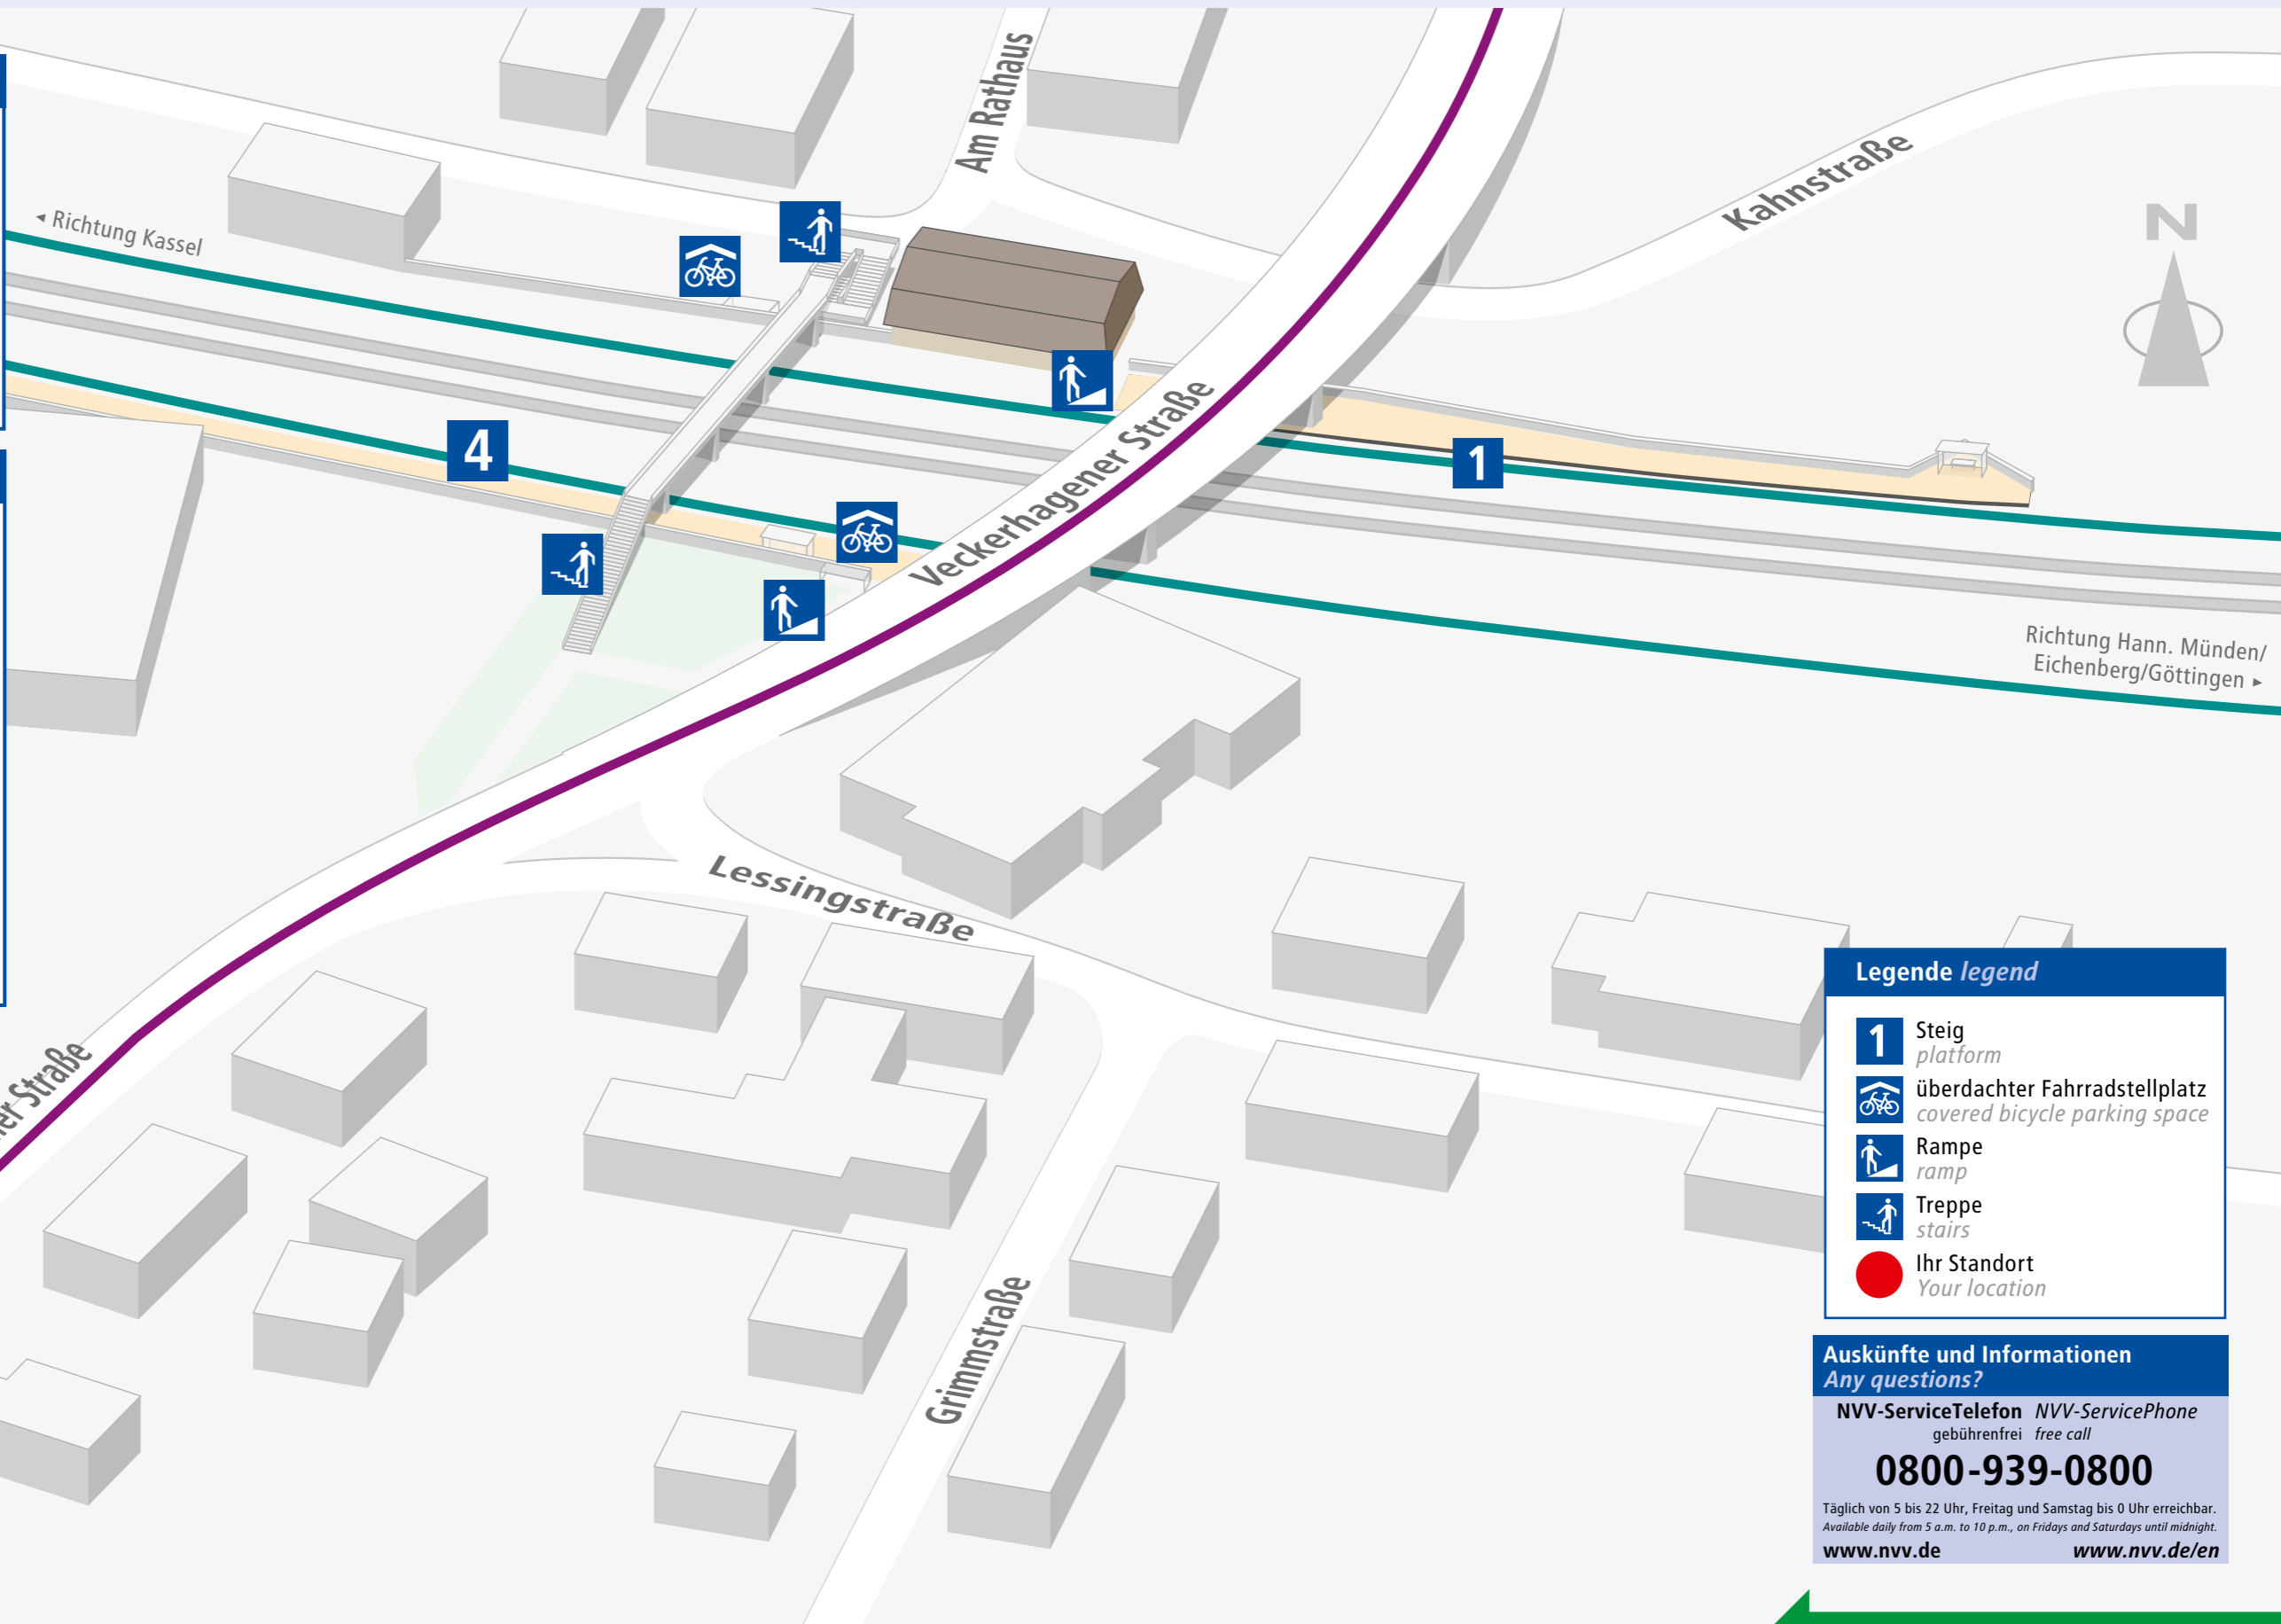 Am Rathaus
Kahnstraße
◂ Richtung Kassel
N
4
1
Veckerhagener Straße
Richtung Hann. Münden/
Eichenberg/Göttingen ▸
Lessingstraße
er Straße
Grimmstraße
Legende legend
1
Steig
platform
überdachter Fahrradstellplatz
covered bicycle parking space
Rampe
ramp
Treppe
stairs
Ihr Standort
Your location
Auskünfte und Informationen
Any questions?
NVV-ServiceTelefon NVV-ServicePhone
gebührenfrei free call
0800-939-0800
Täglich von 5 bis 22 Uhr, Freitag und Samstag bis 0 Uhr erreichbar.
Available daily from 5 a.m. to 10 p.m., on Fridays and Saturdays until midnight.
www.nvv.de www.nvv.de/en